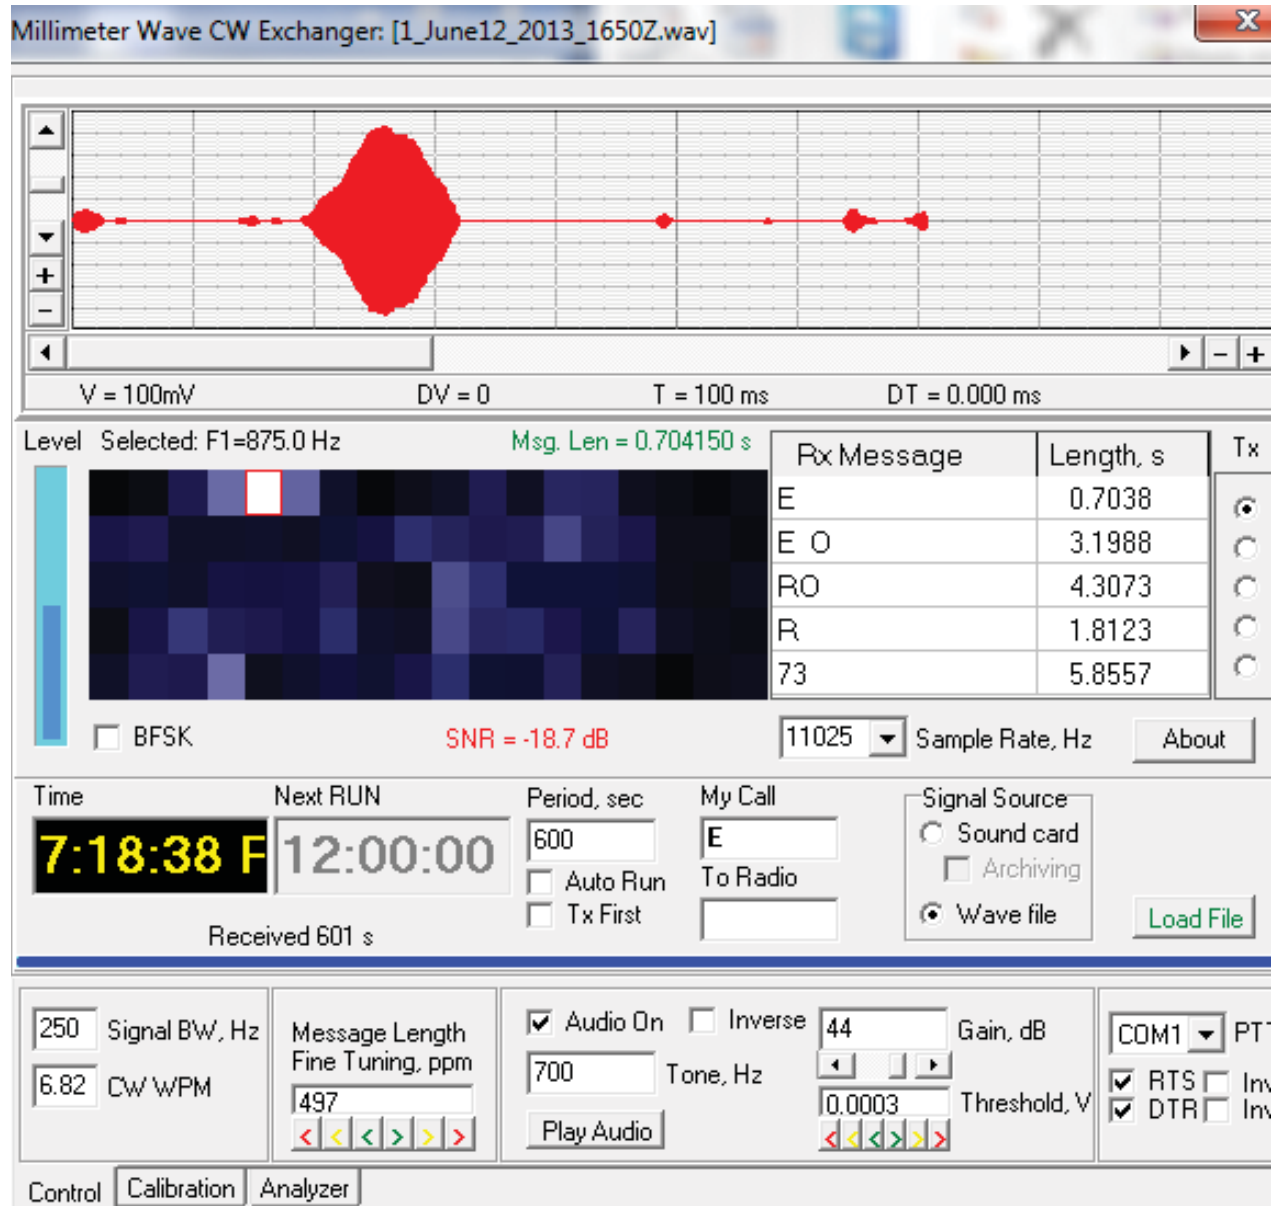 Millimeter Wave CW Exchanger: [1_June12_2013_1650Z.wav]
V = 100mV DV = 0 T = 100 ms DT = 0.000 ms
Level Selected: F1=875.0 Hz Msg. Len = 0.704150 s
Rx Message Length, s Tx
E 0.7038
E O 3.1988
RO 4.3073
R 1.8123
73 5.8557
BFSK SNR = -18.7 dB 11025 Sample Rate, Hz About
Time Next RUN Period, sec My Call Signal Source
7:18:38 12:00:00 600 E Sound card
Auto Run To Radio Archiving
Tx First Wave file Load File
Received 601 s
250 Signal BW, Hz Message Length Fine Tuning, ppm Audio On Inverse 44 Gain, dB COM1
6.82 CW WPM 497 700 Tone, Hz 0.0003 Threshold, V RTS
Play Audio DTR
Control Calibration Analyzer